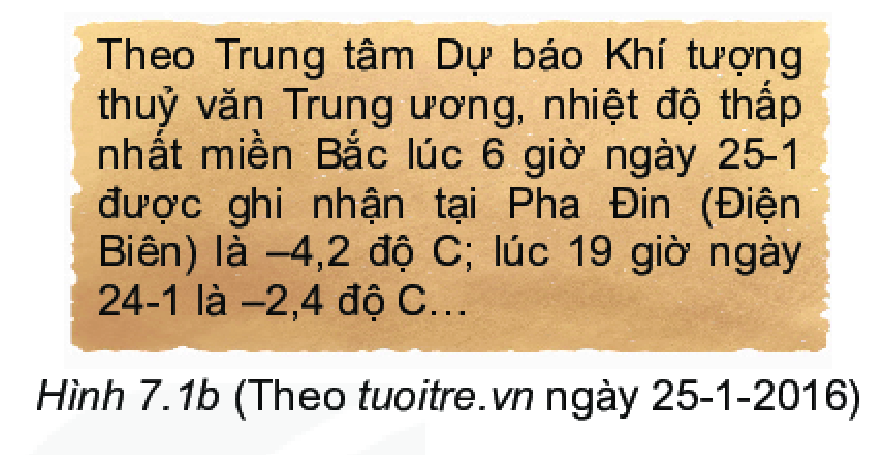 Theo Trung tâm Dự báo Khí tượng
thuỷ văn Trung ương, nhiệt độ thấp
nhất miền Bắc lúc 6 giờ ngày 25-1
được ghi nhận tại Pha Đin (Điện
Biên) là –4,2 độ C; lúc 19 giờ ngày
24-1 là –2,4 độ C...
Hình 7.1b (Theo tuoitre.vn ngày 25-1-2016)